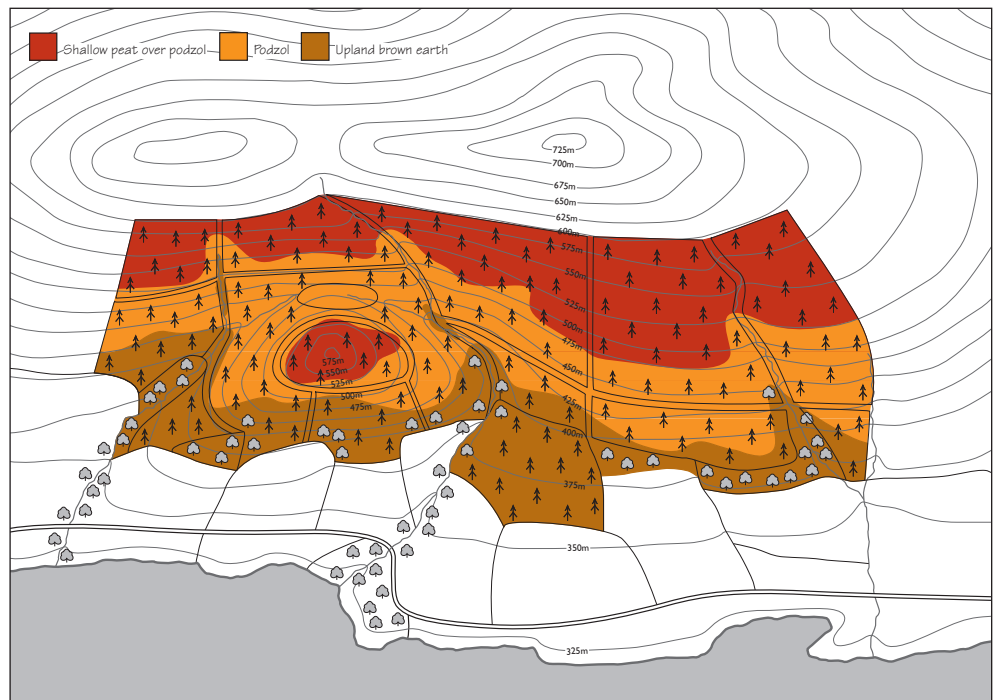 Shallow peat over podzol Podzol Upland brown earth
725m
700m
675m
650m
625m
600m
575m
550m
525m
500m
475m
450m
425m
400m
375m
350m
325m
575m
550m
525m
500m
475m